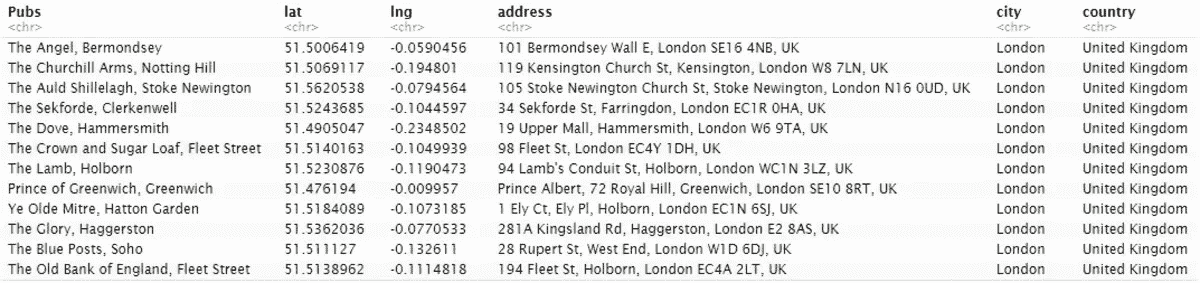 Pubs lat lng address city country
<chr> <chr> <chr> <chr> <chr> <chr>
The Angel, Bermondsey 51.5006419 -0.0590456 101 Bermondsey Wall E, London SE16 4NB, UK London United Kingdom
The Churchill Arms, Notting Hill 51.5069117 -0.194801 119 Kensington Church St, Kensington, London W8 7LN, UK London United Kingdom
The Auld Shillelagh, Stoke Newington 51.5620538 -0.0794564 105 Stoke Newington Church St, Stoke Newington, London N16 0UD, UK London United Kingdom
The Sekforde, Clerkenwell 51.5243685 -0.1044597 34 Sekforde St, Farringdon, London EC1R 0HA, UK London United Kingdom
The Dove, Hammersmith 51.4905047 -0.2348502 19 Upper Mall, Hammersmith, London W6 9TA, UK London United Kingdom
The Crown and Sugar Loaf, Fleet Street 51.5140163 -0.1049939 98 Fleet St, London EC4Y 1DH, UK London United Kingdom
The Lamb, Holborn 51.5230876 -0.1190473 94 Lamb's Conduit St, Holborn, London WC1N 3LZ, UK London United Kingdom
Prince of Greenwich, Greenwich 51.476194 -0.009957 Prince Albert, 72 Royal Hill, Greenwich, London SE10 8RT, UK London United Kingdom
Ye Olde Mitre, Hatton Garden 51.5184089 -0.1073185 1 Ely Ct, Ely Pl, Holborn, London EC1N 6SJ, UK London United Kingdom
The Glory, Haggerston 51.5362036 -0.0770533 281A Kingsland Rd, Haggerston, London E2 8AS, UK London United Kingdom
The Blue Posts, Soho 51.511127 -0.132611 28 Rupert St, West End, London W1D 6DJ, UK London United Kingdom
The Old Bank of England, Fleet Street 51.5138962 -0.1114818 194 Fleet St, Holborn, London EC4A 2LT, UK London United Kingdom